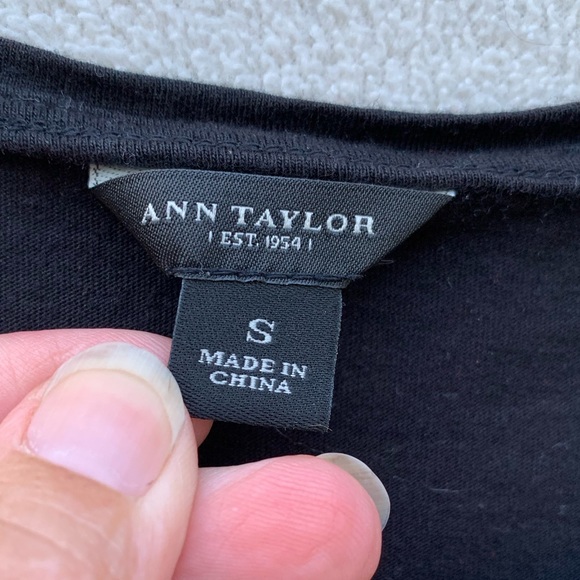 ANN TAYLOR
| EST. 1954 |
S
MADE IN
CHINA